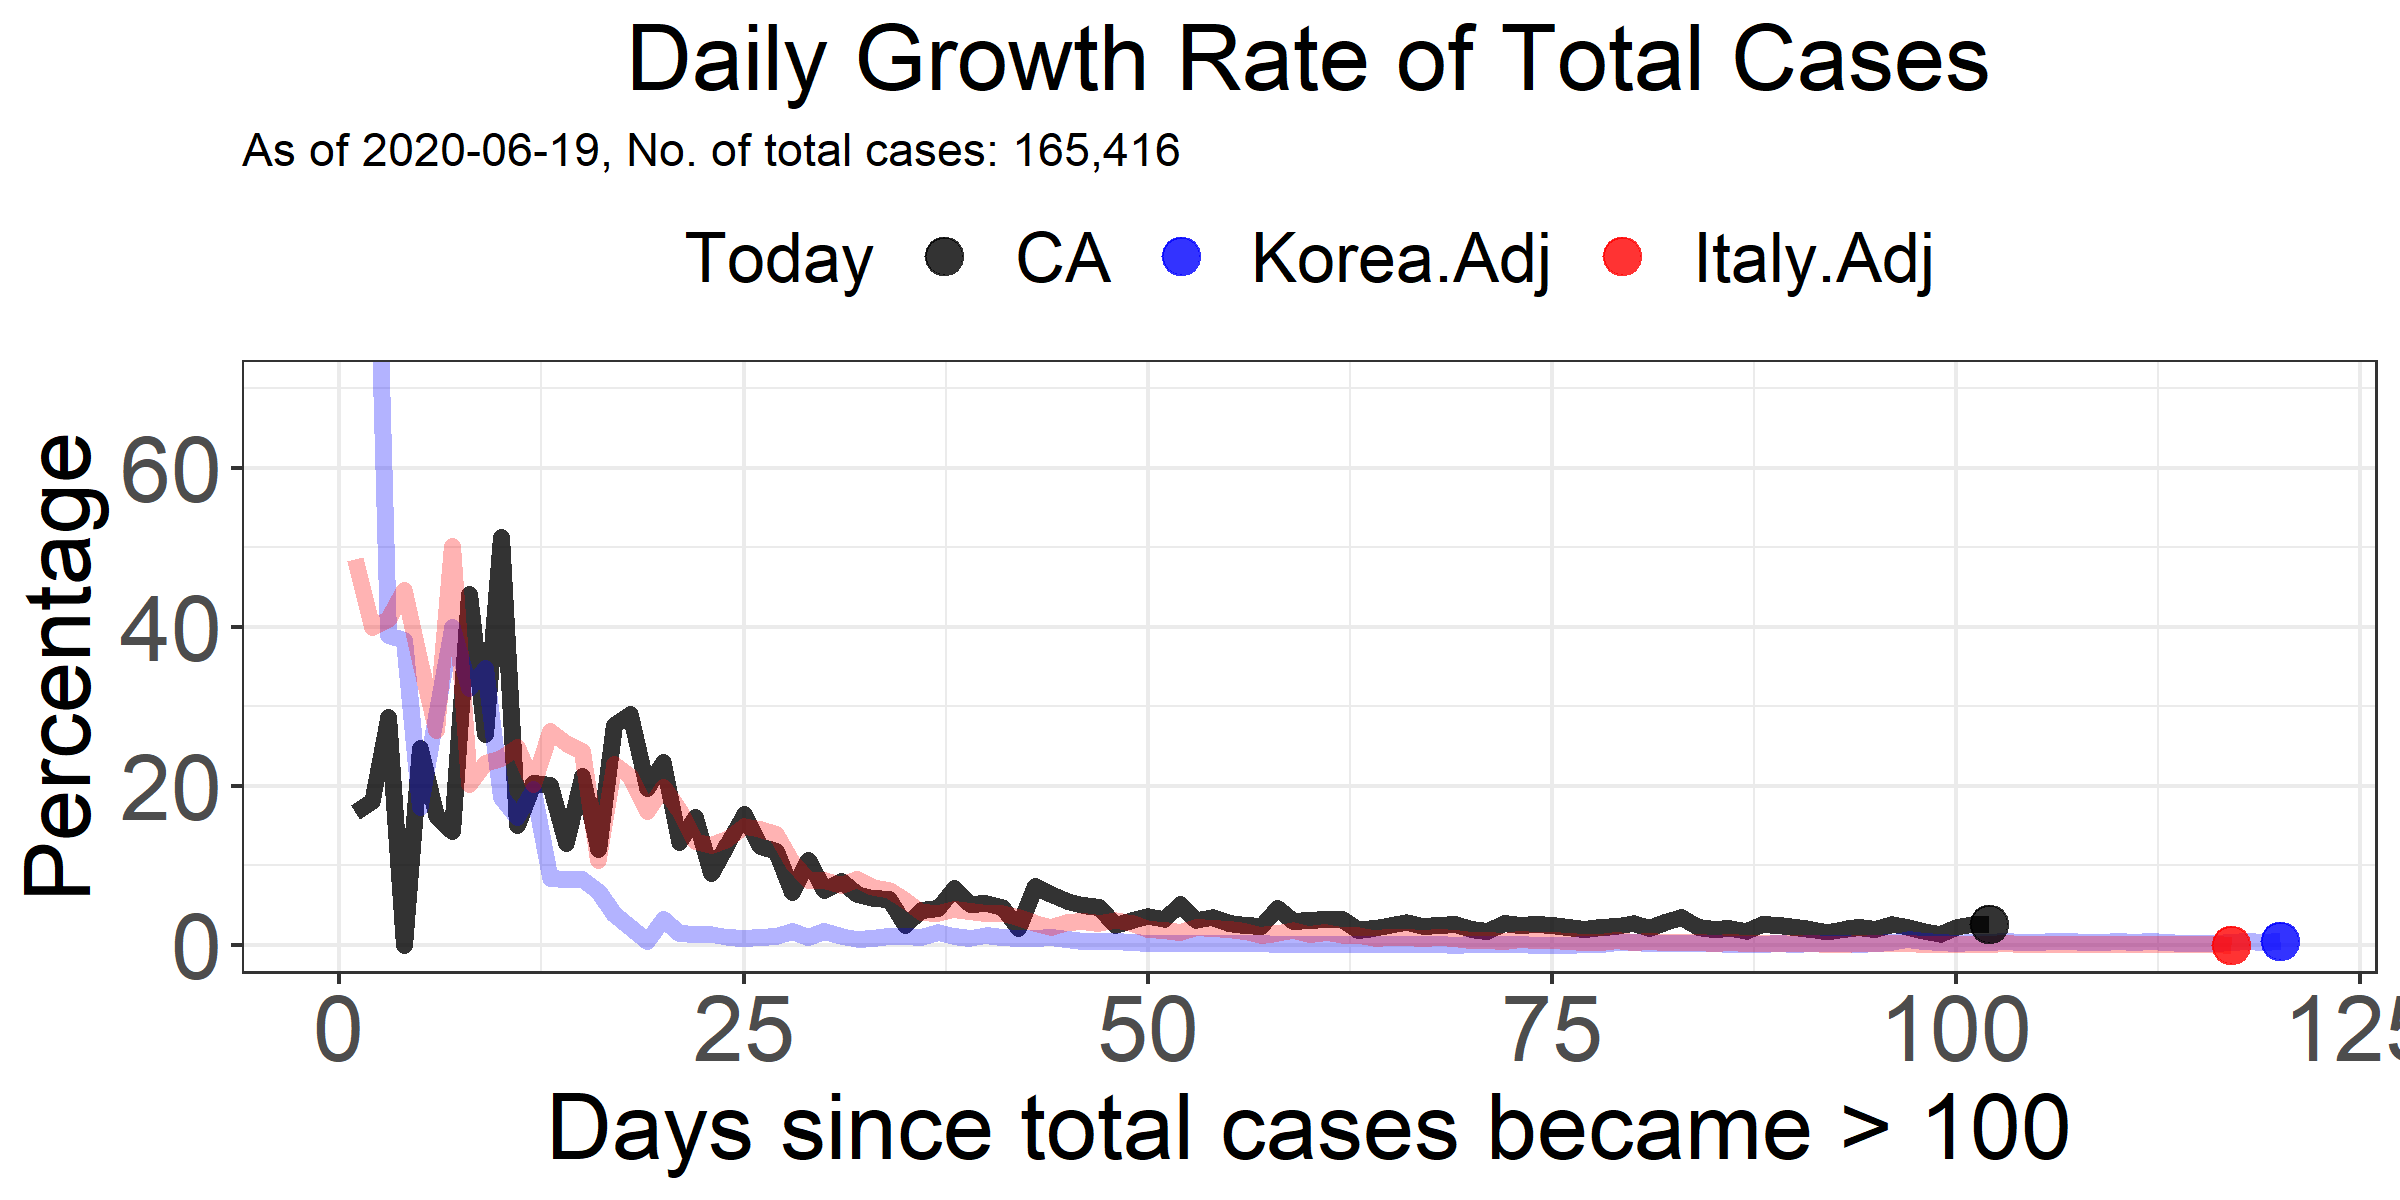 Daily Growth Rate of Total Cases
As of 2020-06-19, No. of total cases: 165,416
Today CA Korea.Adj Italy.Adj
Percentage
60
40
20
0
0 25 50 75 100 125
Days since total cases became > 100